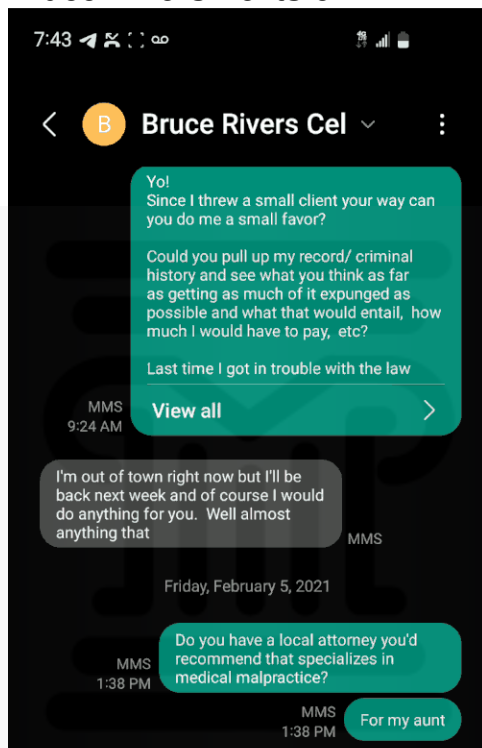 7:43
B Bruce Rivers Cel
Yo!
Since I threw a small client your way can
you do me a small favor?
Could you pull up my record/ criminal
history and see what you think as far
as getting as much of it expunged as
possible and what that would entail, how
much I would have to pay, etc?
Last time I got in trouble with the law
View all
MMS
9:24 AM
I'm out of town right now but I'll be
back next week and of course I would
do anything for you. Well almost
anything that
MMS
Friday, February 5, 2021
Do you have a local attorney you'd
recommend that specializes in
medical malpractice?
MMS
1:38 PM
For my aunt
MMS
1:38 PM